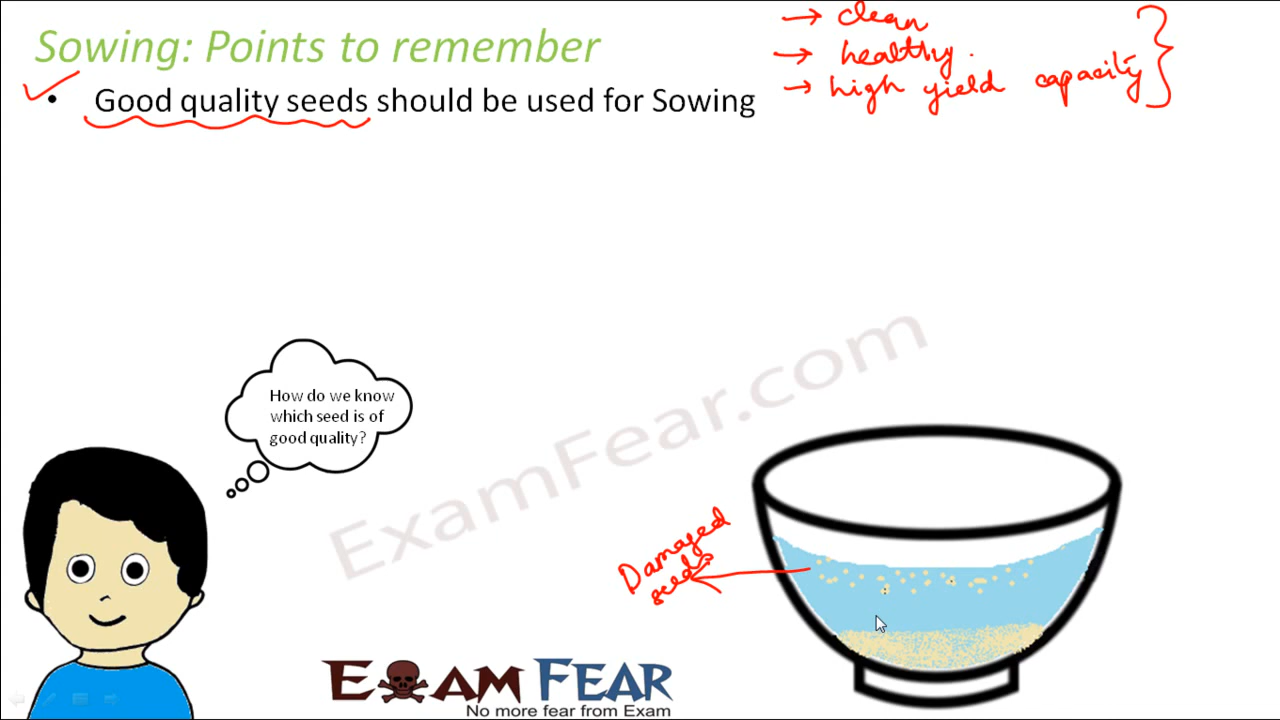 Sowing: Points to remember
→ clean
→ healthy.
→ high yield capacity
• Good quality seeds should be used for Sowing
How do we know
which seed is of
good quality?
ExamFear.com
Damaged
seeds
EXAM FEAR
No more fear from Exam